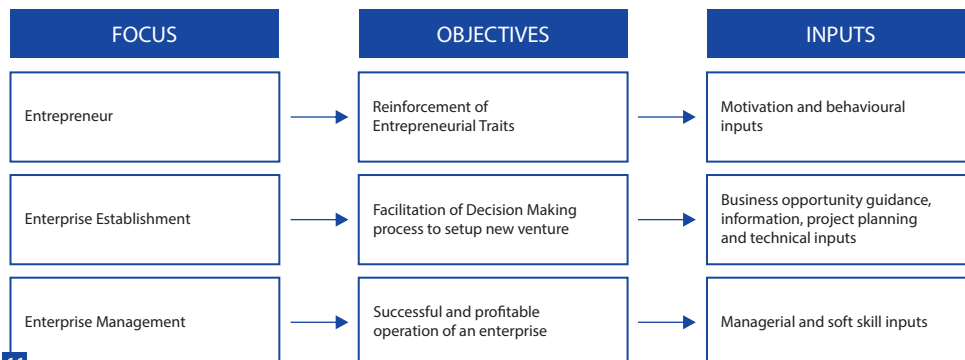 FOCUS
OBJECTIVES
INPUTS
Entrepreneur
Reinforcement of
Entrepreneurial Traits
Motivation and behavioural
inputs
Enterprise Establishment
Facilitation of Decision Making
process to setup new venture
Business opportunity guidance,
information, project planning
and technical inputs
Enterprise Management
Successful and profitable
operation of an enterprise
Managerial and soft skill inputs